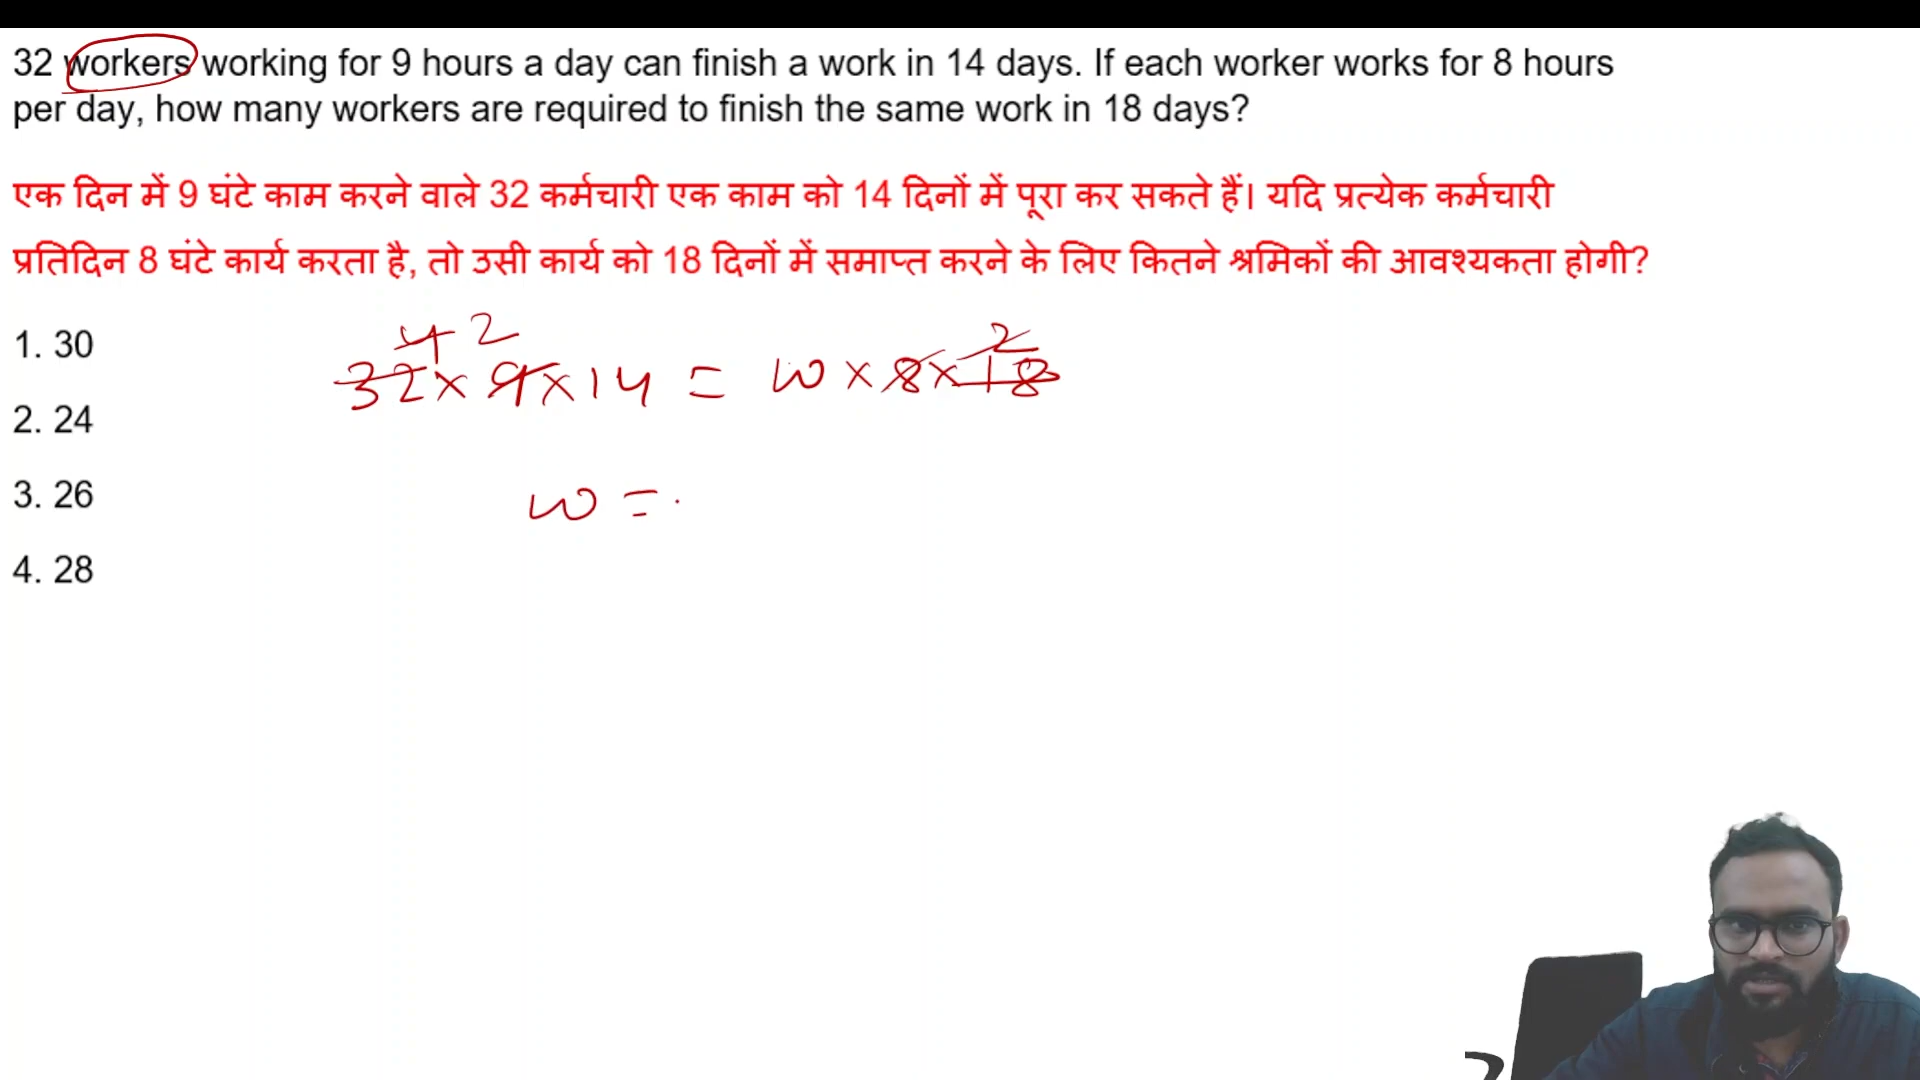 32 workers working for 9 hours a day can finish a work in 14 days. If each worker works for 8 hours
per day, how many workers are required to finish the same work in 18 days?
एक दिन में 9 घंटे काम करने वाले 32 कर्मचारी एक काम को 14 दिनों में पूरा कर सकते हैं। यदि प्रत्येक कर्मचारी
प्रतिदिन 8 घंटे कार्य करता है, तो उसी कार्य को 18 दिनों में समाप्त करने के लिए कितने श्रमिकों की आवश्यकता होगी?
1. 30
2. 24
3. 26
4. 28
4 2 2
32 × 9 × 14 = w × 8 × 18
w =